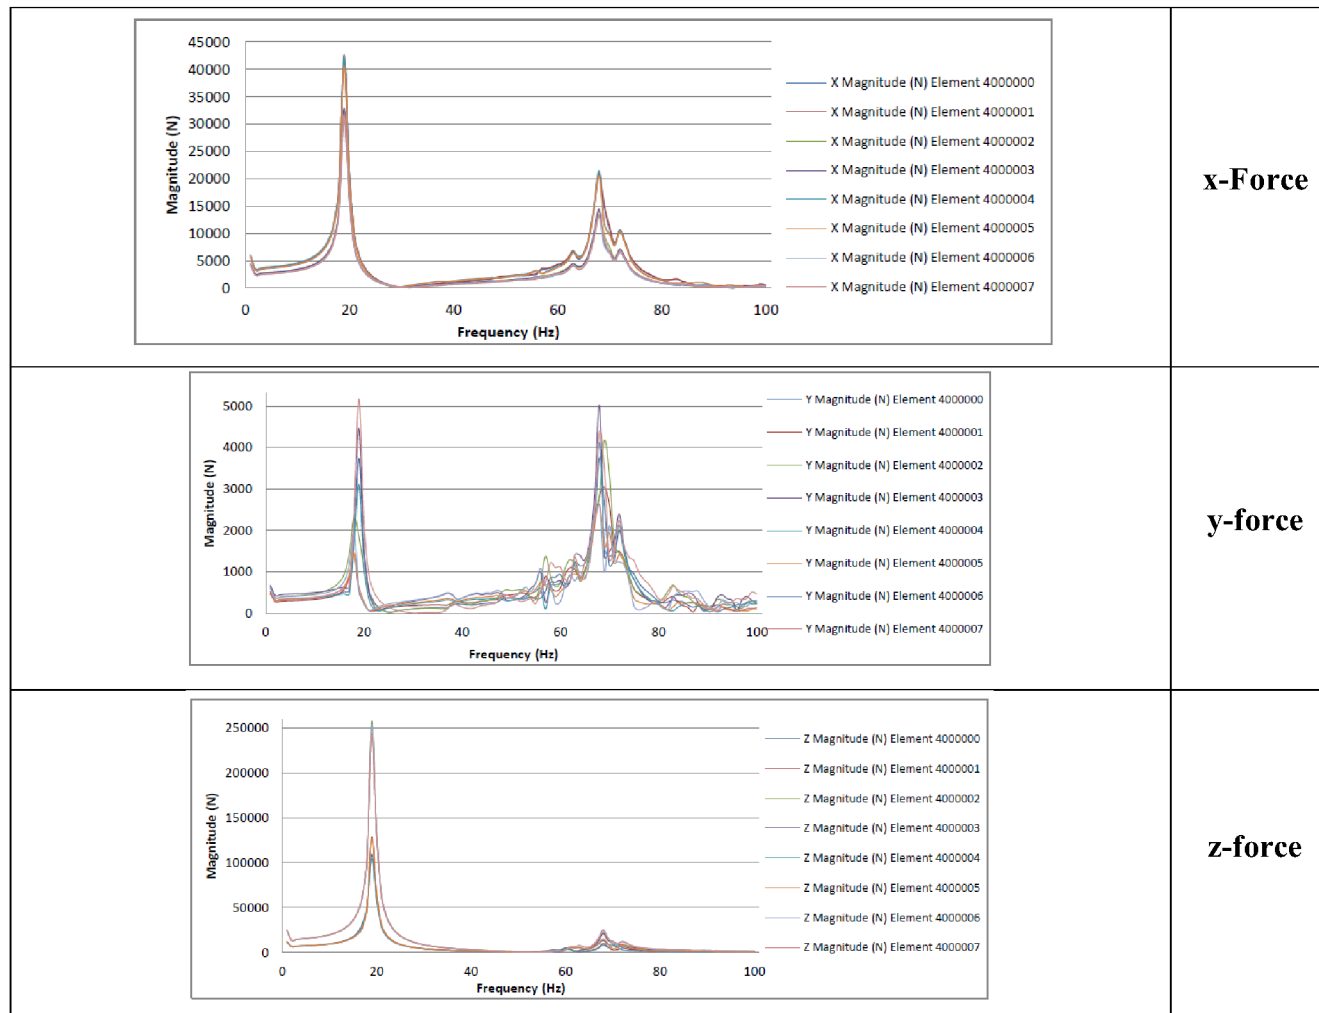 45000
40000
35000
30000
25000
20000
15000
10000
5000
0
Magnitude (N)
0 20 40 60 80 100
Frequency (Hz)
X Magnitude (N) Element 4000000
X Magnitude (N) Element 4000001
X Magnitude (N) Element 4000002
X Magnitude (N) Element 4000003
X Magnitude (N) Element 4000004
X Magnitude (N) Element 4000005
X Magnitude (N) Element 4000006
X Magnitude (N) Element 4000007
x-Force
5000
4000
3000
2000
1000
0
Magnitude (N)
0 20 40 60 80 100
Frequency (Hz)
Y Magnitude (N) Element 4000000
Y Magnitude (N) Element 4000001
Y Magnitude (N) Element 4000002
Y Magnitude (N) Element 4000003
Y Magnitude (N) Element 4000004
Y Magnitude (N) Element 4000005
Y Magnitude (N) Element 4000006
Y Magnitude (N) Element 4000007
y-force
250000
200000
150000
100000
50000
0
Magnitude (N)
0 20 40 60 80 100
Frequency (Hz)
Z Magnitude (N) Element 4000000
Z Magnitude (N) Element 4000001
Z Magnitude (N) Element 4000002
Z Magnitude (N) Element 4000003
Z Magnitude (N) Element 4000004
Z Magnitude (N) Element 4000005
Z Magnitude (N) Element 4000006
Z Magnitude (N) Element 4000007
z-force